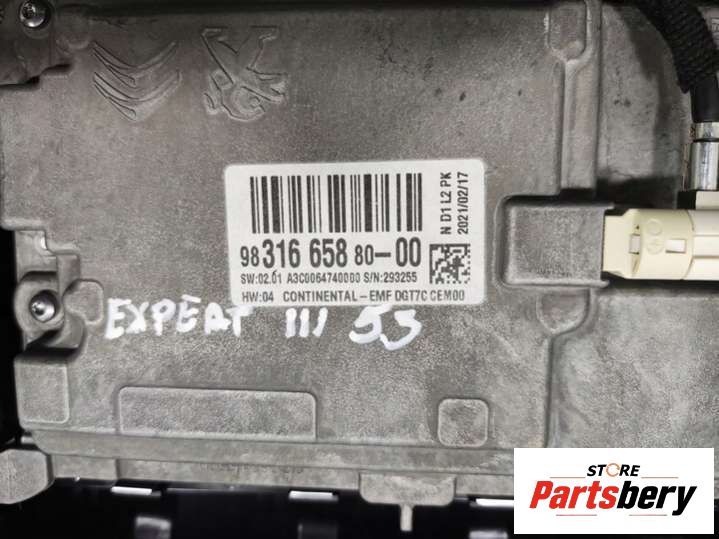 N D1 L2 PK
2021/02/17
98 316 658 80-00
SW:02.01 A3C0064740000 S/N:293255
HW:04 CONTINENTAL-EMF DGT7C CEM00
EXPERT III 53
STORE
Partsbery